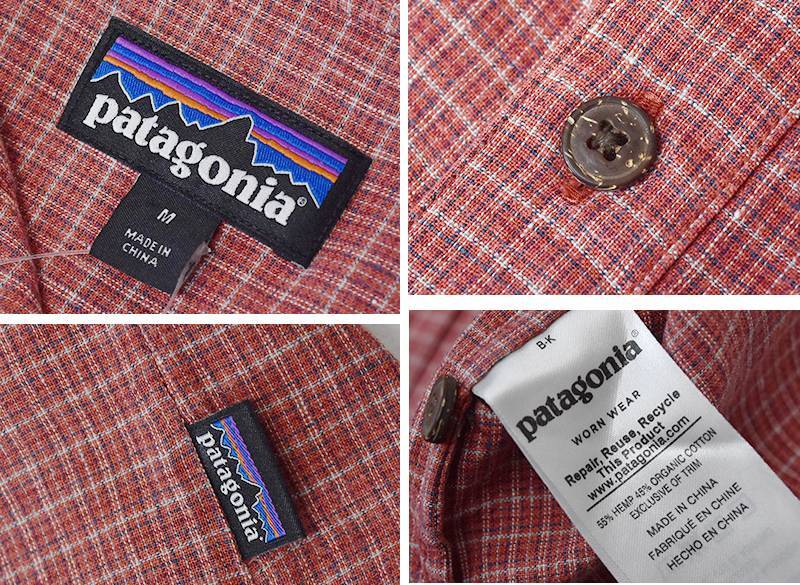 patagonia®
M
MADE IN
CHINA
patagonia
B-K
patagonia®
WORN WEAR
Repair, Reuse, Recycle
This Product
www.patagonia.com
55% HEMP 45% ORGANIC COTTON
EXCLUSIVE OF TRIM
MADE IN CHINA
FABRIQUÉ EN CHINE
HECHO EN CHINA